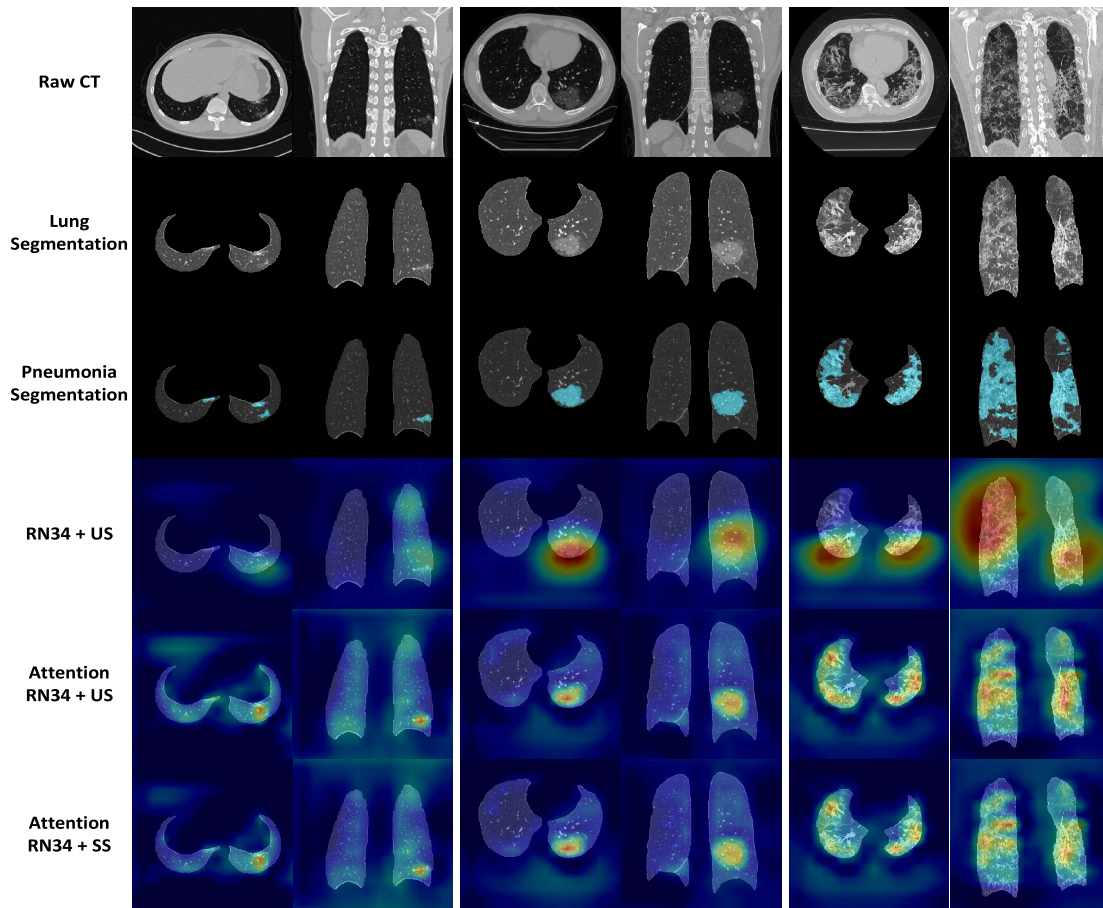 Raw CT
Lung
Segmentation
Pneumonia
Segmentation
RN34 + US
Attention
RN34 + US
Attention
RN34 + SS